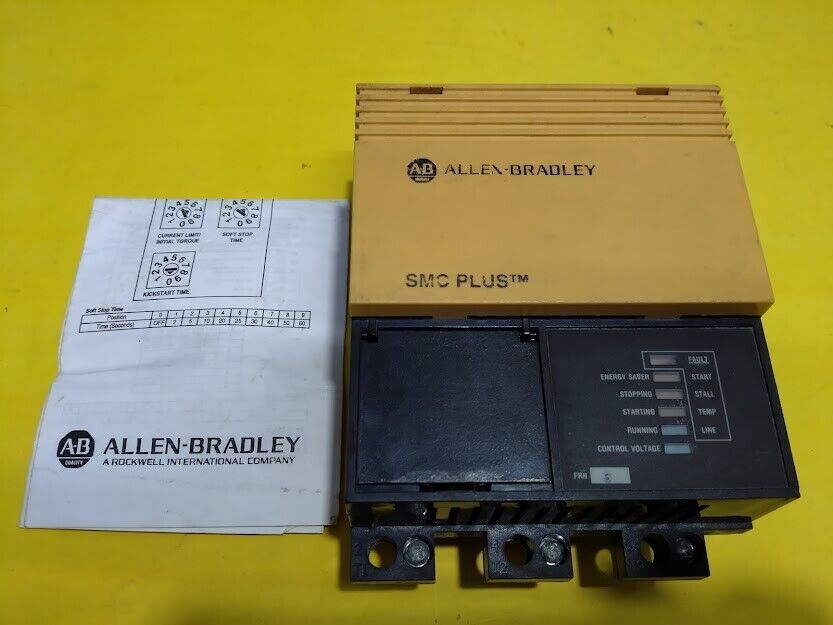 CURRENT LIMIT/
INITIAL TORQUE
SOFT STOP
TIME
KICKSTART TIME
Soft Stop Time
Position 0 1 2 3 4 5 6 7 8 9
Time (Seconds) OFF 2 5 10 20 25 30 40 50 60
A-B
QUALITY
ALLEN-BRADLEY
A ROCKWELL INTERNATIONAL COMPANY
AB
ALLEN-BRADLEY
SMC PLUS™
FAULT
ENERGY SAVER START
STOPPING STALL
STARTING TEMP
RUNNING LINE
CONTROL VOLTAGE
FRN